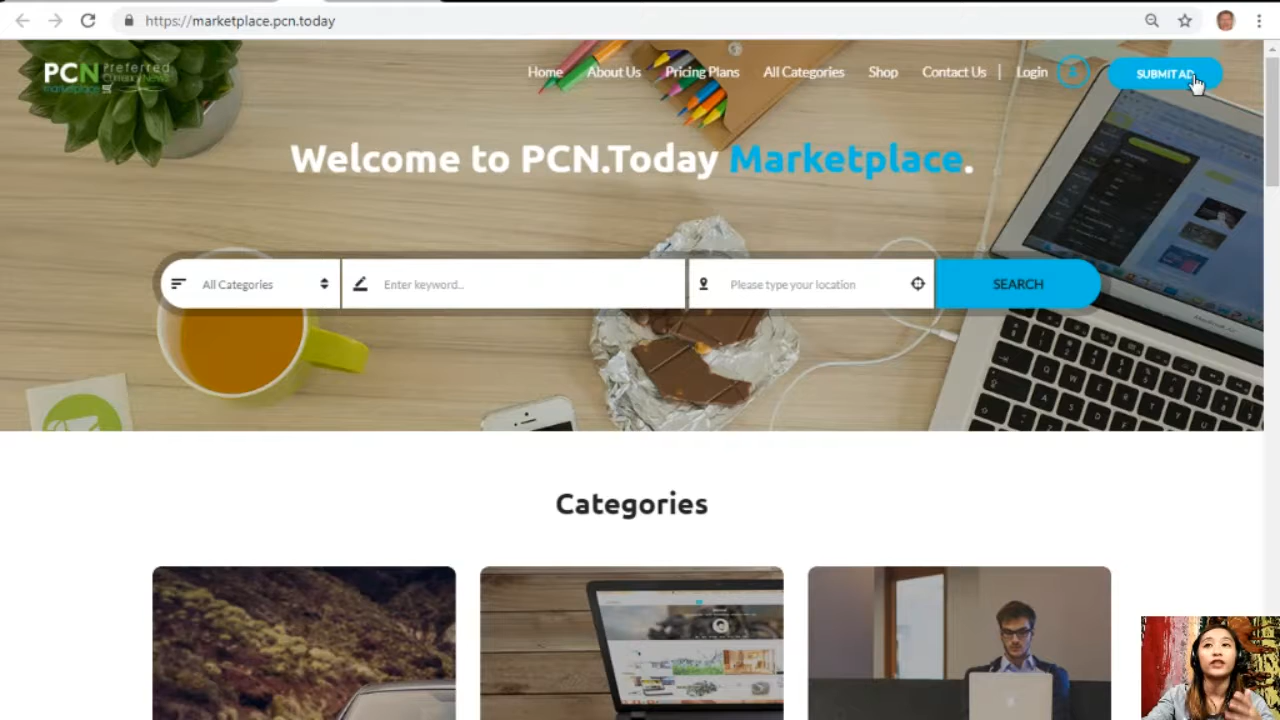 https://marketplace.pcn.today
PCN Preferred
Currency News
marketplace
Home About Us Pricing Plans All Categories Shop Contact Us | Login
SUBMIT AD
Welcome to PCN.Today Marketplace.
All Categories
Enter keyword...
Please type your location
SEARCH
Categories